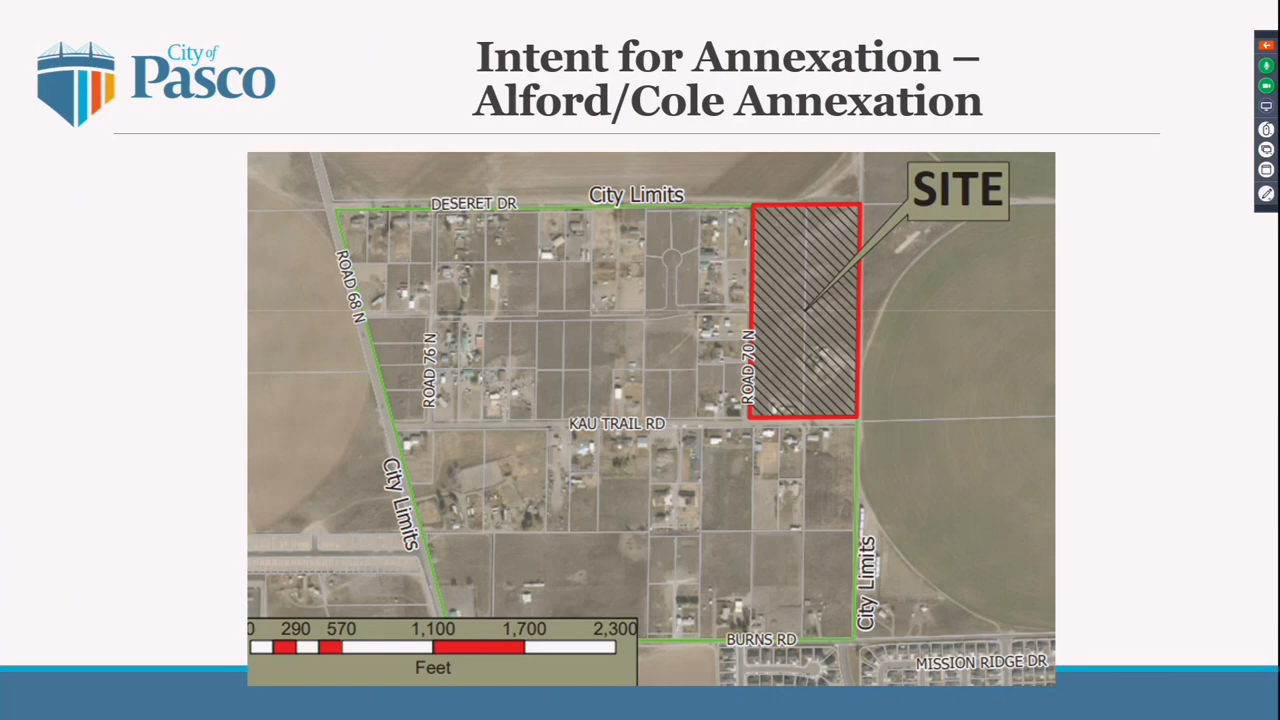 City of
Pasco
Intent for Annexation –
Alford/Cole Annexation
City Limits
SITE
DESERET DR
ROAD 68 N
ROAD 76 N
ROAD 70 N
KAU TRAIL RD
City Limits
City Limits
BURNS RD
MISSION RIDGE DR
0 290 570 1,100 1,700 2,300
Feet